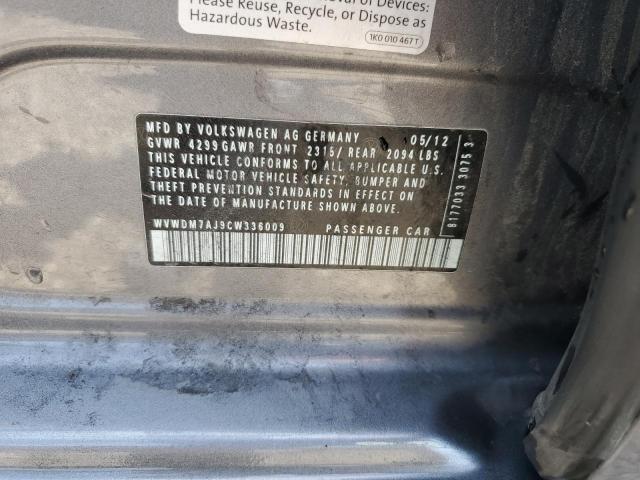 of Devices:
Please Reuse, Recycle, or Dispose as
Hazardous Waste.
1K0 010 467 T
MFD BY VOLKSWAGEN AG GERMANY 05/12
GVWR 4299 GAWR FRONT 2315/ REAR 2094 LBS
THIS VEHICLE CONFORMS TO ALL APPLICABLE U.S.
FEDERAL MOTOR VEHICLE SAFETY, BUMPER AND
THEFT PREVENTION STANDARDS IN EFFECT ON
THE DATE OF MANUFACTURE SHOWN ABOVE.
WVWDM7AJ9CW336009 PASSENGER CAR
8177033 3075 3